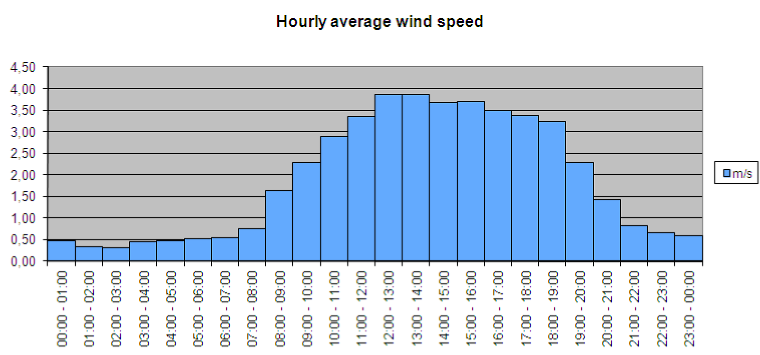 Hourly average wind speed
4,50
4,00
3,50
3,00
2,50
2,00
1,50
1,00
0,50
0,00
m/s
00:00 - 01:00
01:00 - 02:00
02:00 - 03:00
03:00 - 04:00
04:00 - 05:00
05:00 - 06:00
06:00 - 07:00
07:00 - 08:00
08:00 - 09:00
09:00 - 10:00
10:00 - 11:00
11:00 - 12:00
12:00 - 13:00
13:00 - 14:00
14:00 - 15:00
15:00 - 16:00
16:00 - 17:00
17:00 - 18:00
18:00 - 19:00
19:00 - 20:00
20:00 - 21:00
21:00 - 22:00
22:00 - 23:00
23:00 - 00:00